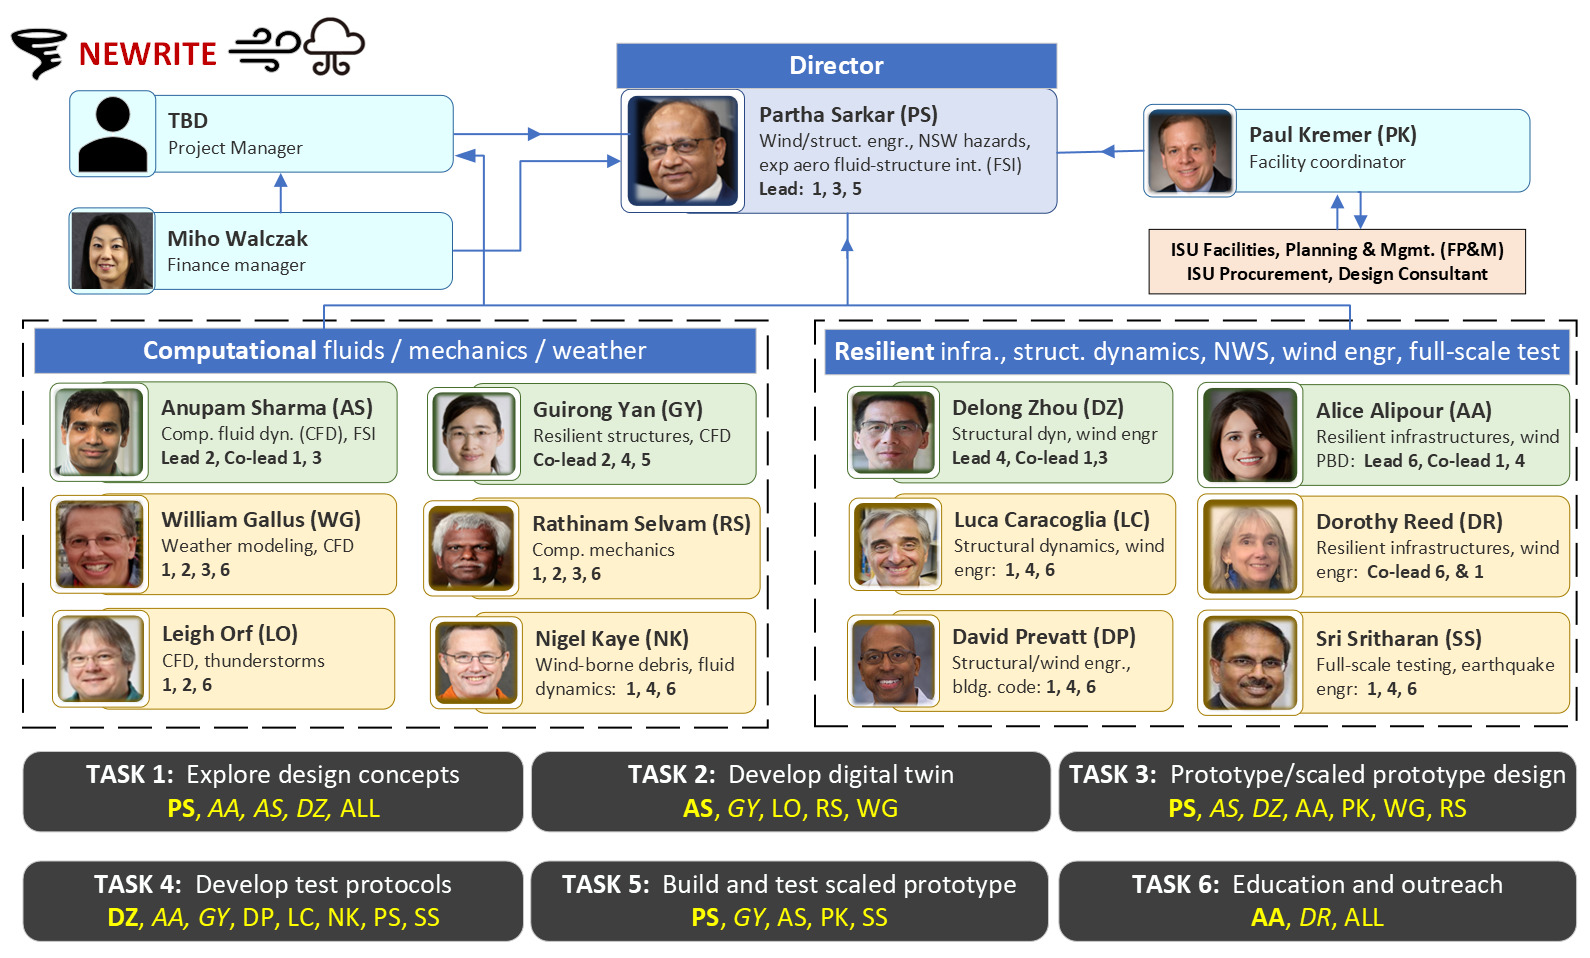 NEWRITE
Director
TBD
Project Manager
Partha Sarkar (PS)
Wind/struct. engr., NSW hazards,
exp aero fluid-structure int. (FSI)
Lead: 1, 3, 5
Paul Kremer (PK)
Facility coordinator
Miho Walczak
Finance manager
ISU Facilities, Planning & Mgmt. (FP&M)
ISU Procurement, Design Consultant
Computational fluids / mechanics / weather
Anupam Sharma (AS)
Comp. fluid dyn. (CFD), FSI
Lead 2, Co-lead 1, 3
Guirong Yan (GY)
Resilient structures, CFD
Co-lead 2, 4, 5
William Gallus (WG)
Weather modeling, CFD
1, 2, 3, 6
Rathinam Selvam (RS)
Comp. mechanics
1, 2, 3, 6
Leigh Orf (LO)
CFD, thunderstorms
1, 2, 6
Nigel Kaye (NK)
Wind-borne debris, fluid
dynamics: 1, 4, 6
Resilient infra., struct. dynamics, NWS, wind engr, full-scale test
Delong Zhou (DZ)
Structural dyn, wind engr
Lead 4, Co-lead 1,3
Alice Alipour (AA)
Resilient infrastructures, wind
PBD: Lead 6, Co-lead 1, 4
Luca Caracoglia (LC)
Structural dynamics, wind
engr: 1, 4, 6
Dorothy Reed (DR)
Resilient infrastructures, wind
engr: Co-lead 6, & 1
David Prevatt (DP)
Structural/wind engr.,
bldg. code: 1, 4, 6
Sri Sritharan (SS)
Full-scale testing, earthquake
engr: 1, 4, 6
TASK 1: Explore design concepts
PS, AA, AS, DZ, ALL
TASK 2: Develop digital twin
AS, GY, LO, RS, WG
TASK 3: Prototype/scaled prototype design
PS, AS, DZ, AA, PK, WG, RS
TASK 4: Develop test protocols
DZ, AA, GY, DP, LC, NK, PS, SS
TASK 5: Build and test scaled prototype
PS, GY, AS, PK, SS
TASK 6: Education and outreach
AA, DR, ALL